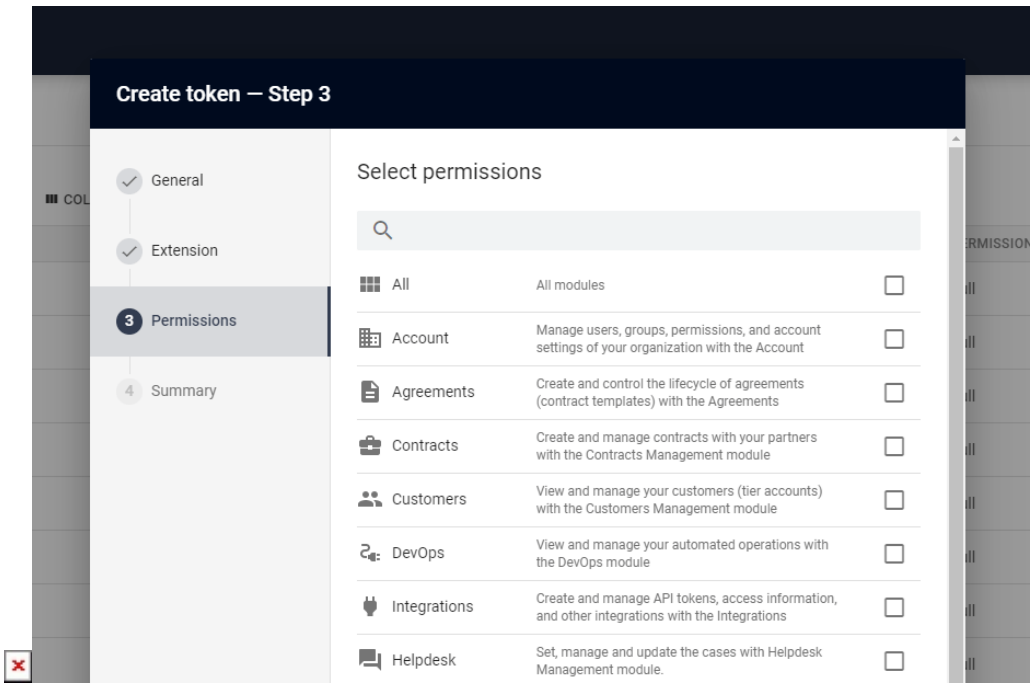 Create token — Step 3
General
Extension
3 Permissions
4 Summary
Select permissions
All
All modules
Account
Manage users, groups, permissions, and account
settings of your organization with the Account
Agreements
Create and control the lifecycle of agreements
(contract templates) with the Agreements
Contracts
Create and manage contracts with your partners
with the Contracts Management module
Customers
View and manage your customers (tier accounts)
with the Customers Management module
DevOps
View and manage your automated operations with
the DevOps module
Integrations
Create and manage API tokens, access information,
and other integrations with the Integrations
Helpdesk
Set, manage and update the cases with Helpdesk
Management module.
COL